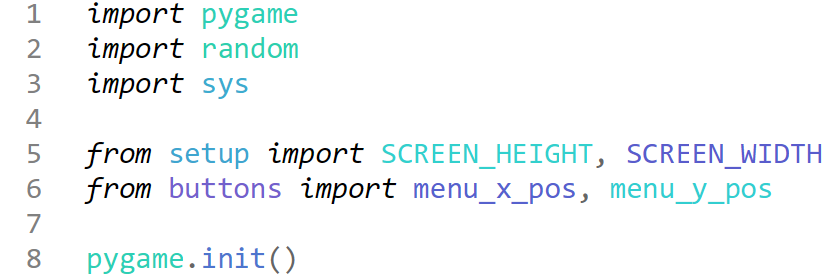 1 import pygame
2 import random
3 import sys
4
5 from setup import SCREEN_HEIGHT, SCREEN_WIDTH
6 from buttons import menu_x_pos, menu_y_pos
7
8 pygame.init()